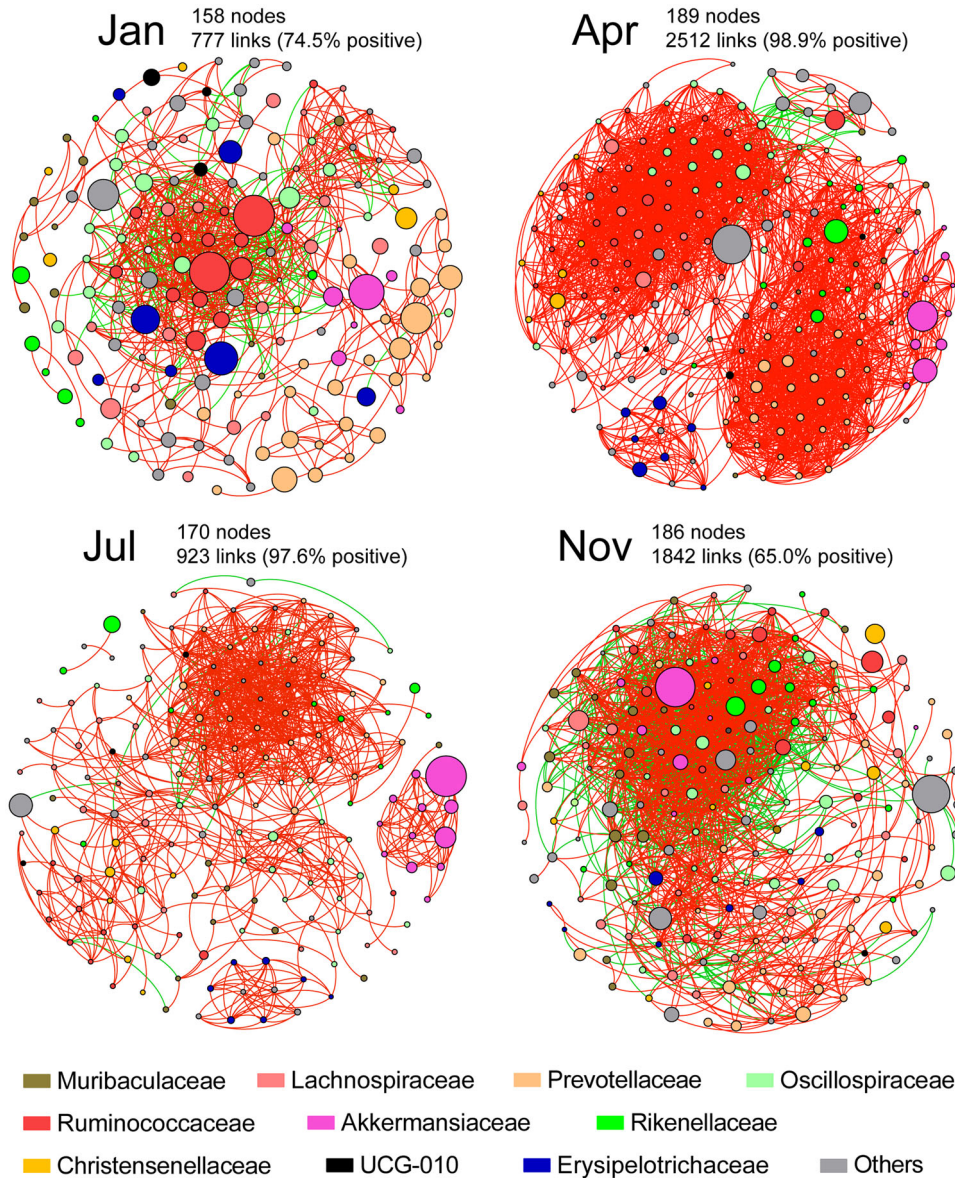 Jan
158 nodes
777 links (74.5% positive)
Apr
189 nodes
2512 links (98.9% positive)
Jul
170 nodes
923 links (97.6% positive)
Nov
186 nodes
1842 links (65.0% positive)
Muribaculaceae
Lachnospiraceae
Prevotellaceae
Oscillospiraceae
Ruminococcaceae
Akkermansiaceae
Rikenellaceae
Christensenellaceae
UCG-010
Erysipelotrichaceae
Others